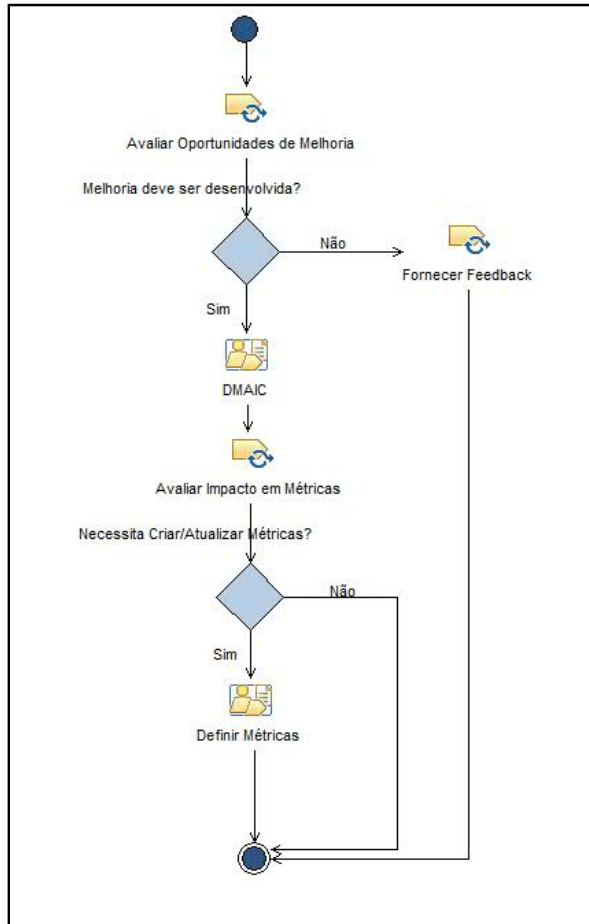 Avaliar Oportunidades de Melhoria
Melhoria deve ser desenvolvida?
Não
Fornecer Feedback
Sim
DMAIC
Avaliar Impacto em Métricas
Necessita Criar/Atualizar Métricas?
Não
Sim
Definir Métricas